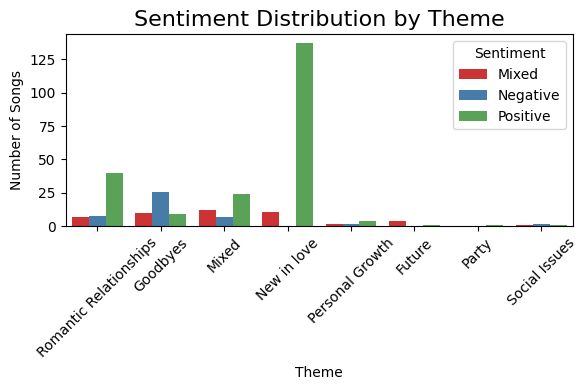 Sentiment Distribution by Theme
Number of Songs
125
100
75
50
25
0
Sentiment
Mixed
Negative
Positive
Romantic Relationships
Goodbyes
Mixed
New in love
Personal Growth
Future
Party
Social Issues
Theme